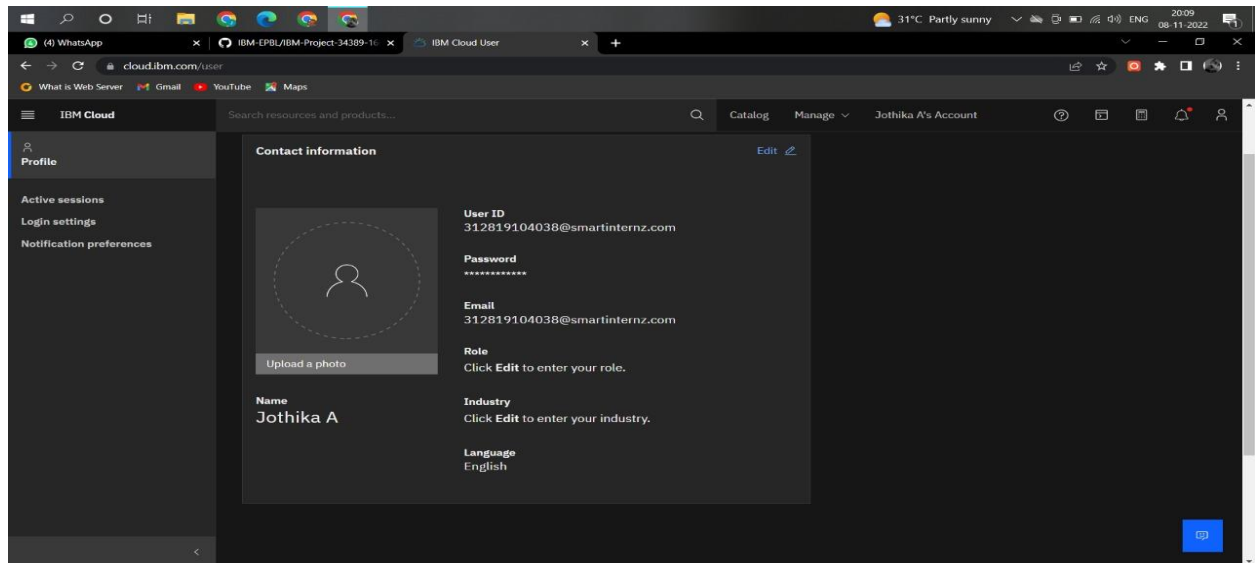 31°C Partly sunny
ENG
20:09
08-11-2022
1
(4) WhatsApp
IBM-EPBL/IBM-Project-34389-16
IBM Cloud User
cloud.ibm.com/user
What is Web Server
Gmail
YouTube
Maps
IBM Cloud
Search resources and products...
Catalog
Manage
Jothika A's Account
Profile
Active sessions
Login settings
Notification preferences
Contact information
Edit
Upload a photo
Name
Jothika A
User ID
312819104038@smartinternz.com
Password
************
Email
312819104038@smartinternz.com
Role
Click Edit to enter your role.
Industry
Click Edit to enter your industry.
Language
English